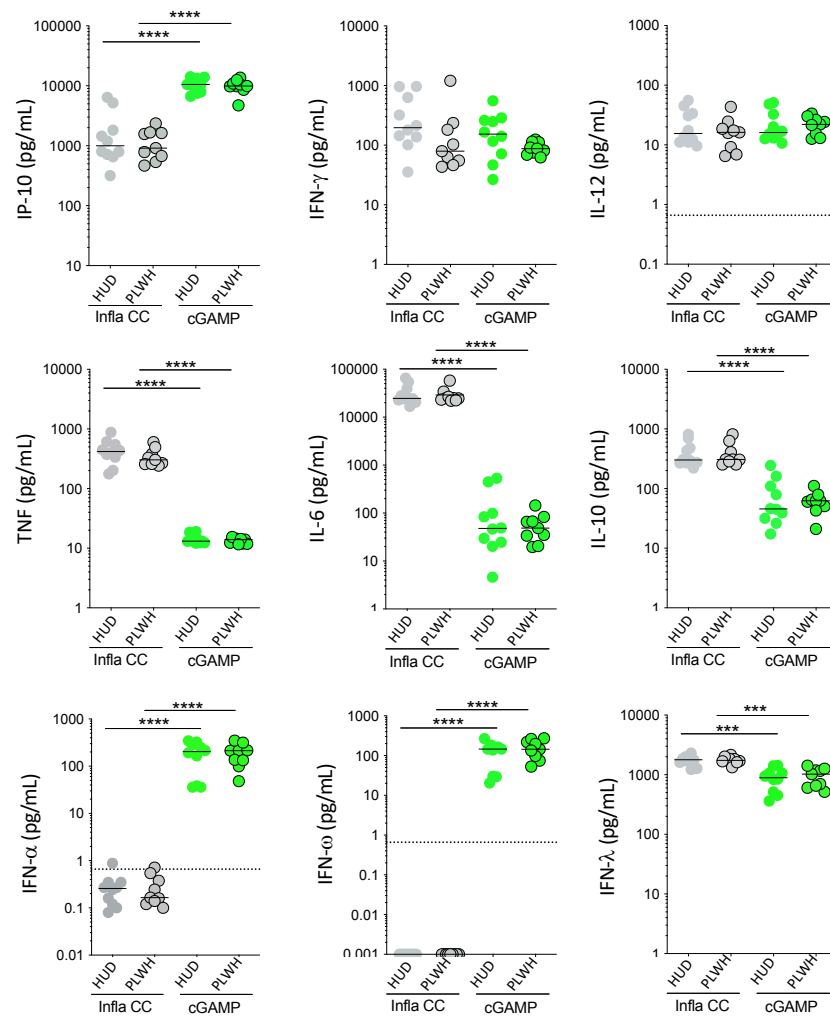 **** 
****
IP-10 (pg/mL)
100000
10000
1000
100
10
HUD PLWH HUD PLWH
Infla CC cGAMP
IFN-γ (pg/mL)
10000
1000
100
10
1
HUD PLWH HUD PLWH
Infla CC cGAMP
IL-12 (pg/mL)
1000
100
10
1
0.1
HUD PLWH HUD PLWH
Infla CC cGAMP
****
****
TNF (pg/mL)
10000
1000
100
10
1
HUD PLWH HUD PLWH
Infla CC cGAMP
****
****
IL-6 (pg/mL)
100000
10000
1000
100
10
1
HUD PLWH HUD PLWH
Infla CC cGAMP
****
****
IL-10 (pg/mL)
10000
1000
100
10
1
HUD PLWH HUD PLWH
Infla CC cGAMP
****
****
IFN-α (pg/mL)
1000
100
10
1
0.1
0.01
HUD PLWH HUD PLWH
Infla CC cGAMP
****
****
IFN-ω (pg/mL)
1000
100
10
1
0.1
0.01
0.001
HUD PLWH HUD PLWH
Infla CC cGAMP
***
***
IFN-λ (pg/mL)
10000
1000
100
10
1
HUD PLWH HUD PLWH
Infla CC cGAMP